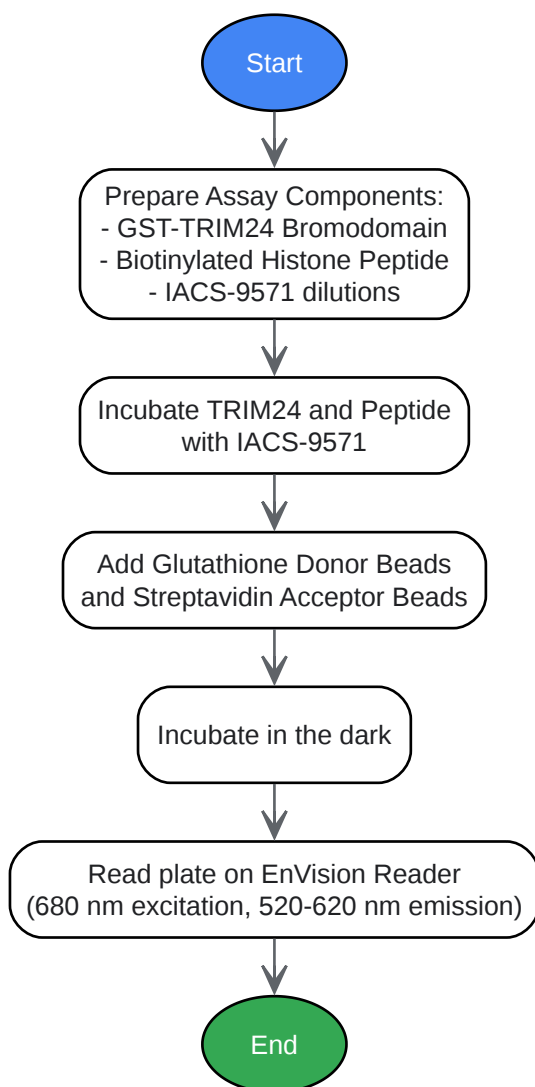 Start
Prepare Assay Components:
- GST-TRIM24 Bromodomain
- Biotinylated Histone Peptide
- IACS-9571 dilutions
Incubate TRIM24 and Peptide
with IACS-9571
Add Glutathione Donor Beads
and Streptavidin Acceptor Beads
Incubate in the dark
Read plate on EnVision Reader
(680 nm excitation, 520-620 nm emission)
End